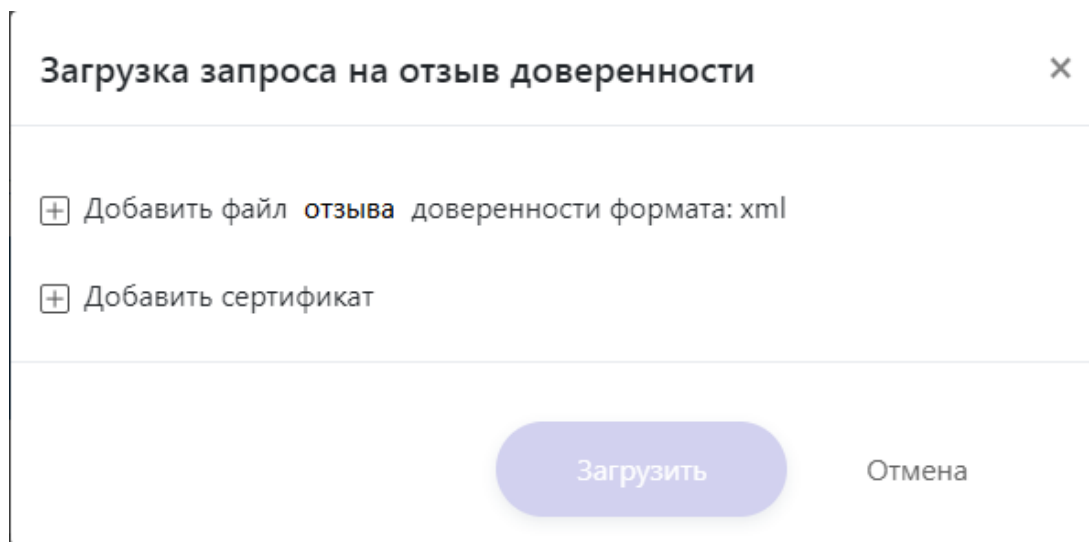 Загрузка запроса на отзыв доверенности
Добавить файл отзыва доверенности формата: xml
Добавить сертификат
Загрузить Отмена